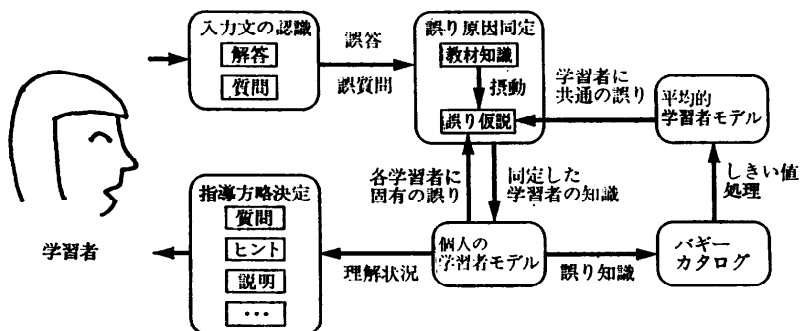 入力文の認識
解答
質問
誤答
誤質問
誤り原因同定
教材知識
摂動
誤り仮説
学習者に
共通の誤り
平均的
学習者モデル
各学習者に
固有の誤り
同定した
学習者の知識
しきい値
処理
学習者
指導方略決定
質問
ヒント
説明
…
理解状況
個人の
学習者モデル
誤り知識
バギー
カタログ